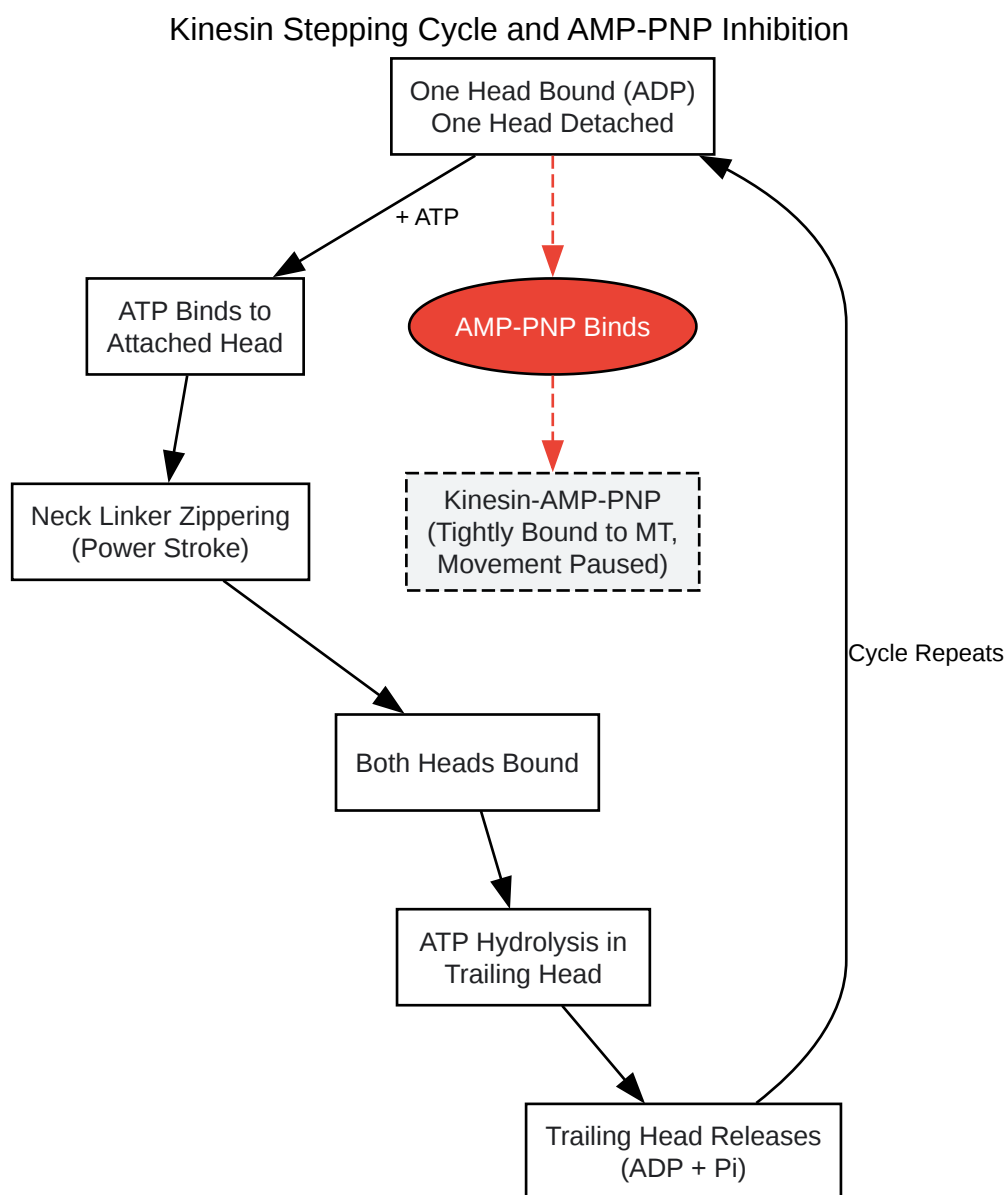 Kinesin Stepping Cycle and AMP-PNP Inhibition
One Head Bound (ADP)
One Head Detached
+ ATP
ATP Binds to
Attached Head
AMP-PNP Binds
Neck Linker Zippering
(Power Stroke)
Kinesin-AMP-PNP
(Tightly Bound to MT,
Movement Paused)
Cycle Repeats
Both Heads Bound
ATP Hydrolysis in
Trailing Head
Trailing Head Releases
(ADP + Pi)